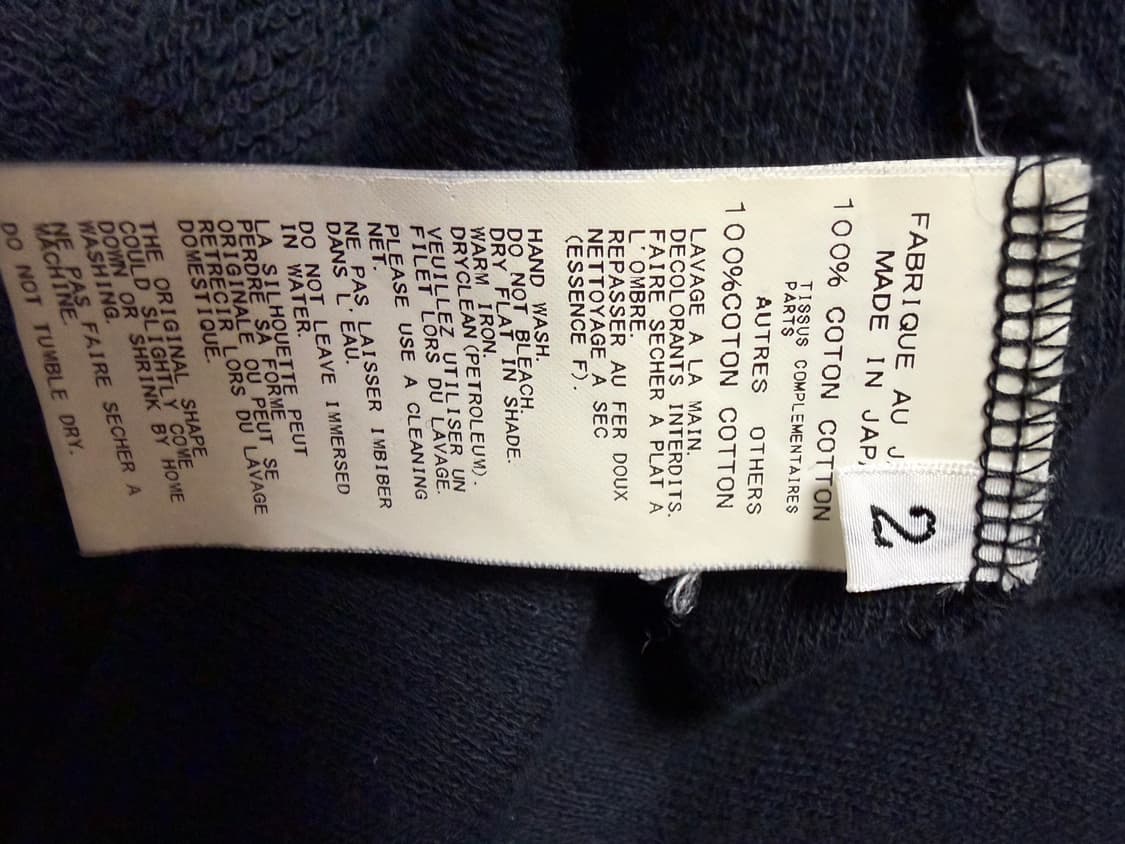 FABRIQUE AU J
MADE IN JAP
2
100% COTON COTTON
TISSUS COMPLEMENTAIRES
PARTS
AUTRES OTHERS
100%COTON COTTON
LAVAGE A LA MAIN.
DECOLORANTS INTERDITS.
FAIRE SECHER A PLAT A
L'OMBRE.
REPASSER AU FER DOUX
NETTOYAGE A SEC
(ESSENCE F).
HAND WASH.
DO NOT BLEACH.
DRY FLAT IN SHADE.
WARM IRON.
DRYCLEAN(PETROLEUM).
VEUILLEZ UTILISER UN
FILET LORS DU LAVAGE.
PLEASE USE A CLEANING
NET.
NE PAS LAISSER IMBIBER
DANS L'EAU.
DO NOT LEAVE IMMERSED
IN WATER.
LA SILHOUETTE PEUT
PERDRE SA FORME
ORIGINALE OU PEUT SE
RETRECIR LORS DU LAVAGE
DOMESTIQUE.
THE ORIGINAL SHAPE
COULD SLIGHTLY COME
DOWN OR SHRINK BY HOME
WASHING.
NE PAS FAIRE SECHER A
MACHINE.
DO NOT TUMBLE DRY.